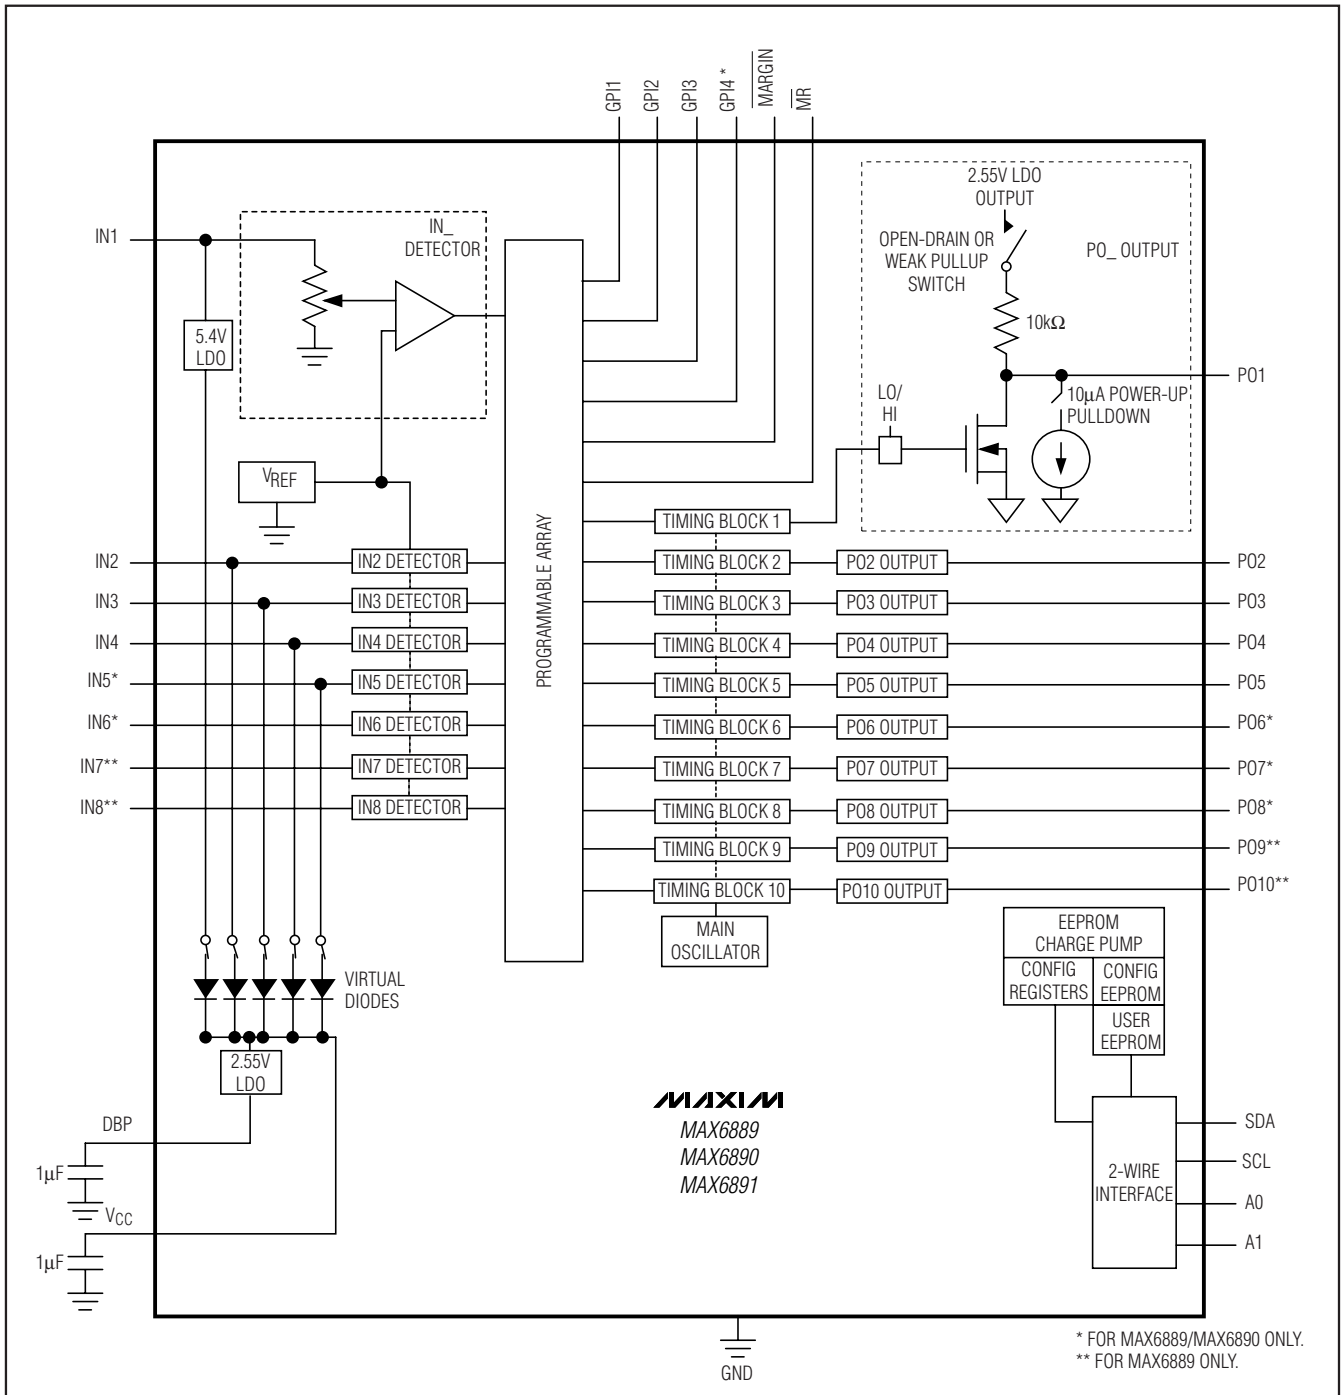 GPI1
GPI2
GPI3
GPI4 *
MARGIN
MR
2.55V LDO
OUTPUT
OPEN-DRAIN OR
WEAK PULLUP
SWITCH
PO_ OUTPUT
10kΩ
IN1
IN_
DETECTOR
5.4V
LDO
PO1
10μA POWER-UP
PULLDOWN
LO/
HI
VREF
PROGRAMMABLE ARRAY
TIMING BLOCK 1
IN2
IN2 DETECTOR
TIMING BLOCK 2
PO2 OUTPUT
PO2
IN3
IN3 DETECTOR
TIMING BLOCK 3
PO3 OUTPUT
PO3
IN4
IN4 DETECTOR
TIMING BLOCK 4
PO4 OUTPUT
PO4
IN5*
IN5 DETECTOR
TIMING BLOCK 5
PO5 OUTPUT
PO5
IN6*
IN6 DETECTOR
TIMING BLOCK 6
PO6 OUTPUT
PO6*
IN7**
IN7 DETECTOR
TIMING BLOCK 7
PO7 OUTPUT
PO7*
IN8**
IN8 DETECTOR
TIMING BLOCK 8
PO8 OUTPUT
PO8*
TIMING BLOCK 9
PO9 OUTPUT
PO9**
TIMING BLOCK 10
PO10 OUTPUT
PO10**
MAIN
OSCILLATOR
EEPROM
CHARGE PUMP
CONFIG
REGISTERS
CONFIG
EEPROM
USER
EEPROM
VIRTUAL
DIODES
2.55V
LDO
DBP
1μF
VCC
1μF
MAXIM
MAX6889
MAX6890
MAX6891
2-WIRE
INTERFACE
SDA
SCL
A0
A1
GND
* FOR MAX6889/MAX6890 ONLY.
** FOR MAX6889 ONLY.